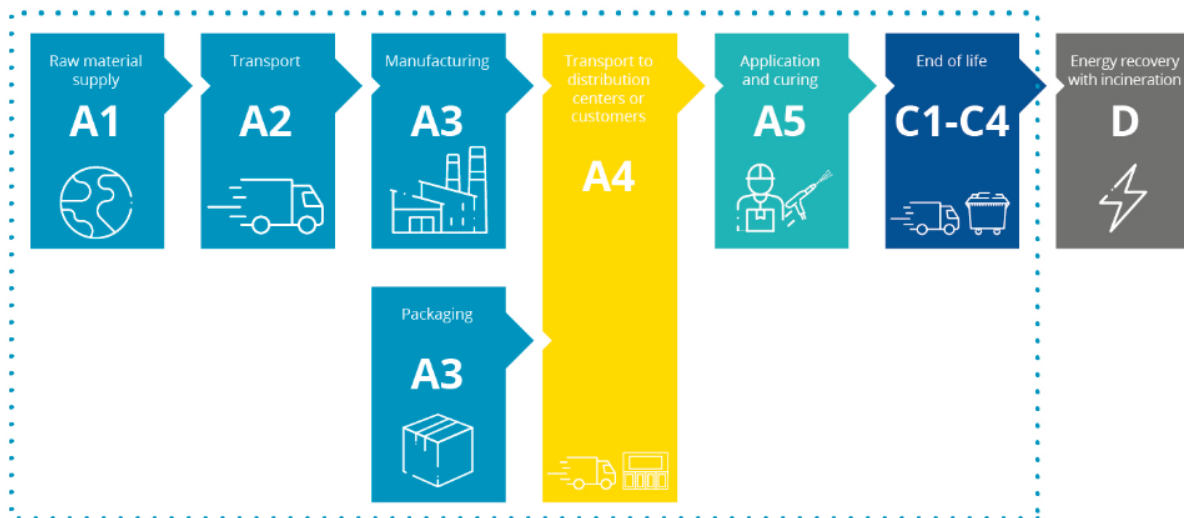 Raw material
supply
A1
Transport
A2
Manufacturing
A3
Transport to
distribution
centers or
customers
A4
Application
and curing
A5
End of life
C1-C4
Energy recovery
with incineration
D
Packaging
A3